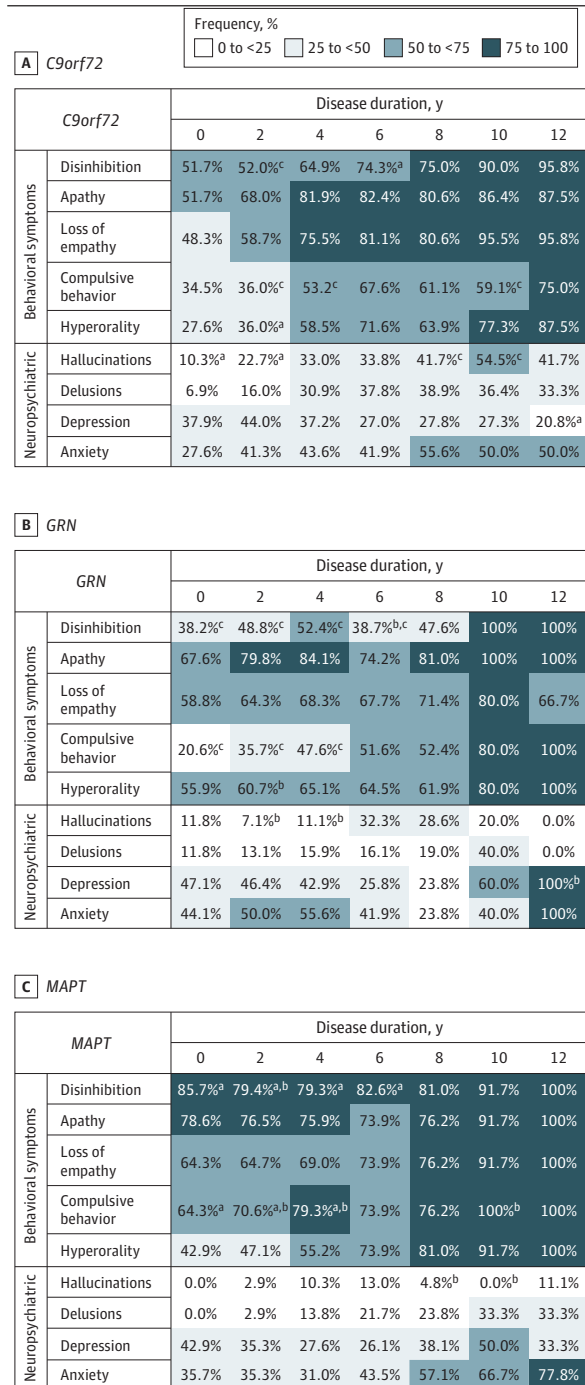 Frequency, %
0 to <25 25 to <50 50 to <75 75 to 100
A C9orf72
C9orf72 Disease duration, y
0 2 4 6 8 10 12
Behavioral symptoms
Disinhibition 51.7% 52.0%c 64.9% 74.3%a 75.0% 90.0% 95.8%
Apathy 51.7% 68.0% 81.9% 82.4% 80.6% 86.4% 87.5%
Loss of
empathy 48.3% 58.7% 75.5% 81.1% 80.6% 95.5% 95.8%
Compulsive
behavior 34.5% 36.0%c 53.2c 67.6% 61.1% 59.1%c 75.0%
Hyperorality 27.6% 36.0%a 58.5% 71.6% 63.9% 77.3% 87.5%
Neuropsychiatric
Hallucinations 10.3%a 22.7%a 33.0% 33.8% 41.7%c 54.5%c 41.7%
Delusions 6.9% 16.0% 30.9% 37.8% 38.9% 36.4% 33.3%
Depression 37.9% 44.0% 37.2% 27.0% 27.8% 27.3% 20.8%a
Anxiety 27.6% 41.3% 43.6% 41.9% 55.6% 50.0% 50.0%
B GRN
GRN Disease duration, y
0 2 4 6 8 10 12
Behavioral symptoms
Disinhibition 38.2%c 48.8%c 52.4%c 38.7%b,c 47.6% 100% 100%
Apathy 67.6% 79.8% 84.1% 74.2% 81.0% 100% 100%
Loss of
empathy 58.8% 64.3% 68.3% 67.7% 71.4% 80.0% 66.7%
Compulsive
behavior 20.6%c 35.7%c 47.6%c 51.6% 52.4% 80.0% 100%
Hyperorality 55.9% 60.7%b 65.1% 64.5% 61.9% 80.0% 100%
Neuropsychiatric
Hallucinations 11.8% 7.1%b 11.1%b 32.3% 28.6% 20.0% 0.0%
Delusions 11.8% 13.1% 15.9% 16.1% 19.0% 40.0% 0.0%
Depression 47.1% 46.4% 42.9% 25.8% 23.8% 60.0% 100%b
Anxiety 44.1% 50.0% 55.6% 41.9% 23.8% 40.0% 100%
C MAPT
MAPT Disease duration, y
0 2 4 6 8 10 12
Behavioral symptoms
Disinhibition 85.7%a 79.4%a,b 79.3%a 82.6%a 81.0% 91.7% 100%
Apathy 78.6% 76.5% 75.9% 73.9% 76.2% 91.7% 100%
Loss of
empathy 64.3% 64.7% 69.0% 73.9% 76.2% 91.7% 100%
Compulsive
behavior 64.3%a 70.6%a,b 79.3%a,b 73.9% 76.2% 100%b 100%
Hyperorality 42.9% 47.1% 55.2% 73.9% 81.0% 91.7% 100%
Neuropsychiatric
Hallucinations 0.0% 2.9% 10.3% 13.0% 4.8%b 0.0%b 11.1%
Delusions 0.0% 2.9% 13.8% 21.7% 23.8% 33.3% 33.3%
Depression 42.9% 35.3% 27.6% 26.1% 38.1% 50.0% 33.3%
Anxiety 35.7% 35.3% 31.0% 43.5% 57.1% 66.7% 77.8%